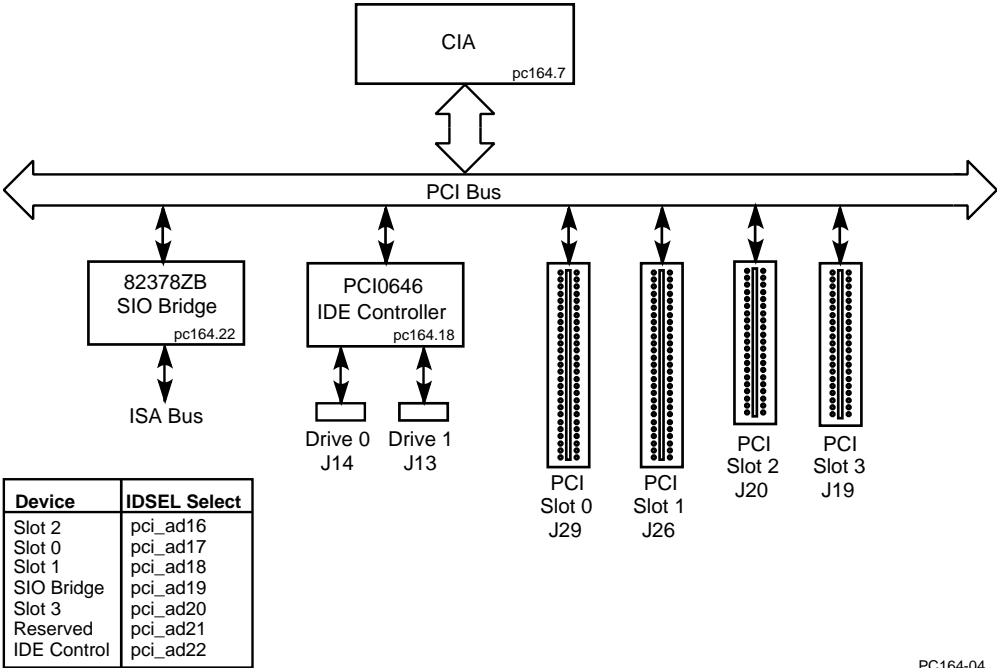 CIA
pc164.7
PCI Bus
82378ZB
SIO Bridge
pc164.22
ISA Bus
PCI0646
IDE Controller
pc164.18
Drive 0
J14
Drive 1
J13
PCI
Slot 0
J29
PCI
Slot 1
J26
PCI
Slot 2
J20
PCI
Slot 3
J19
Device IDSEL Select
Slot 2 pci_ad16
Slot 0 pci_ad17
Slot 1 pci_ad18
SIO Bridge pci_ad19
Slot 3 pci_ad20
Reserved pci_ad21
IDE Control pci_ad22
PC164-04